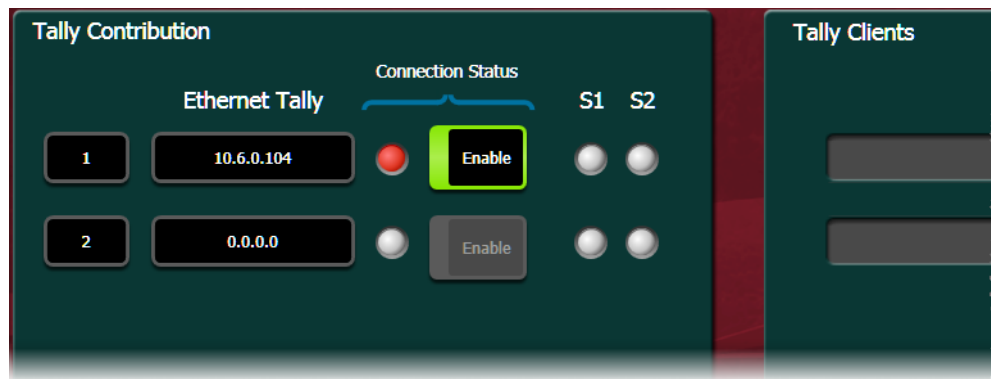 Tally Contribution
Tally Clients
Connection Status
Ethernet Tally
S1 S2
1 10.6.0.104 Enable
2 0.0.0.0 Enable